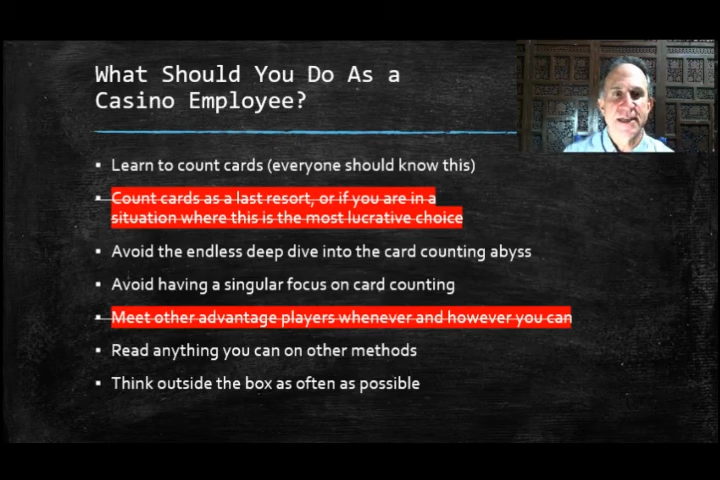 What Should You Do As a
Casino Employee?
Learn to count cards (everyone should know this)
Count cards as a last resort, or if you are in a
situation where this is the most lucrative choice
Avoid the endless deep dive into the card counting abyss
Avoid having a singular focus on card counting
Meet other advantage players whenever and however you can
Read anything you can on other methods
Think outside the box as often as possible